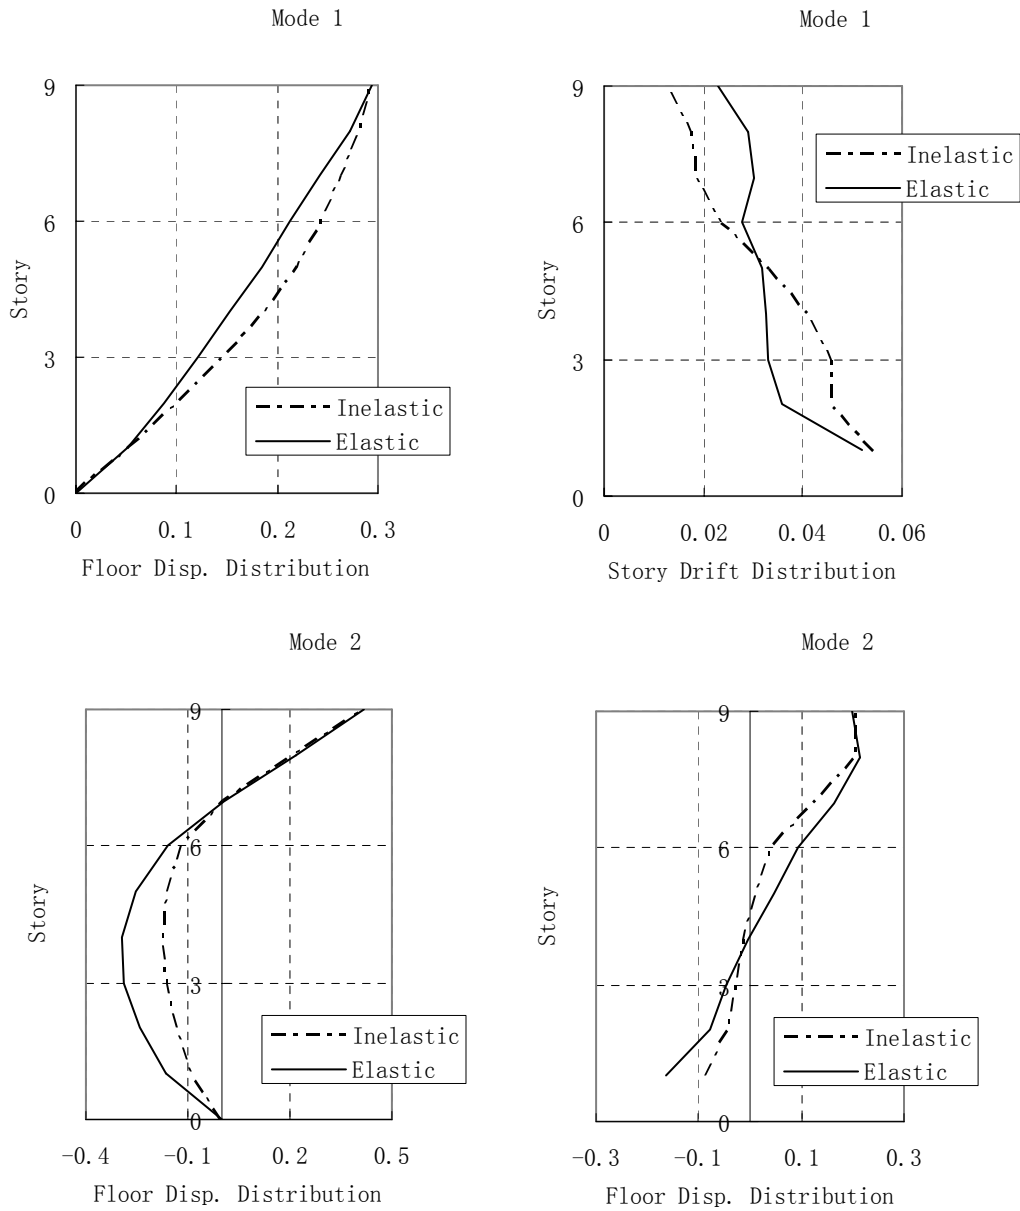 Mode 1
9
6
3
0
Story
0 0.1 0.2 0.3
Floor Disp. Distribution
Inelastic
Elastic
Mode 1
9
6
3
0
Story
0 0.02 0.04 0.06
Story Drift Distribution
Inelastic
Elastic
Mode 2
9
6
3
0
Story
-0.4 -0.1 0.2 0.5
Floor Disp. Distribution
Inelastic
Elastic
Mode 2
9
6
3
0
Story
-0.3 -0.1 0.1 0.3
Floor Disp. Distribution
Inelastic
Elastic